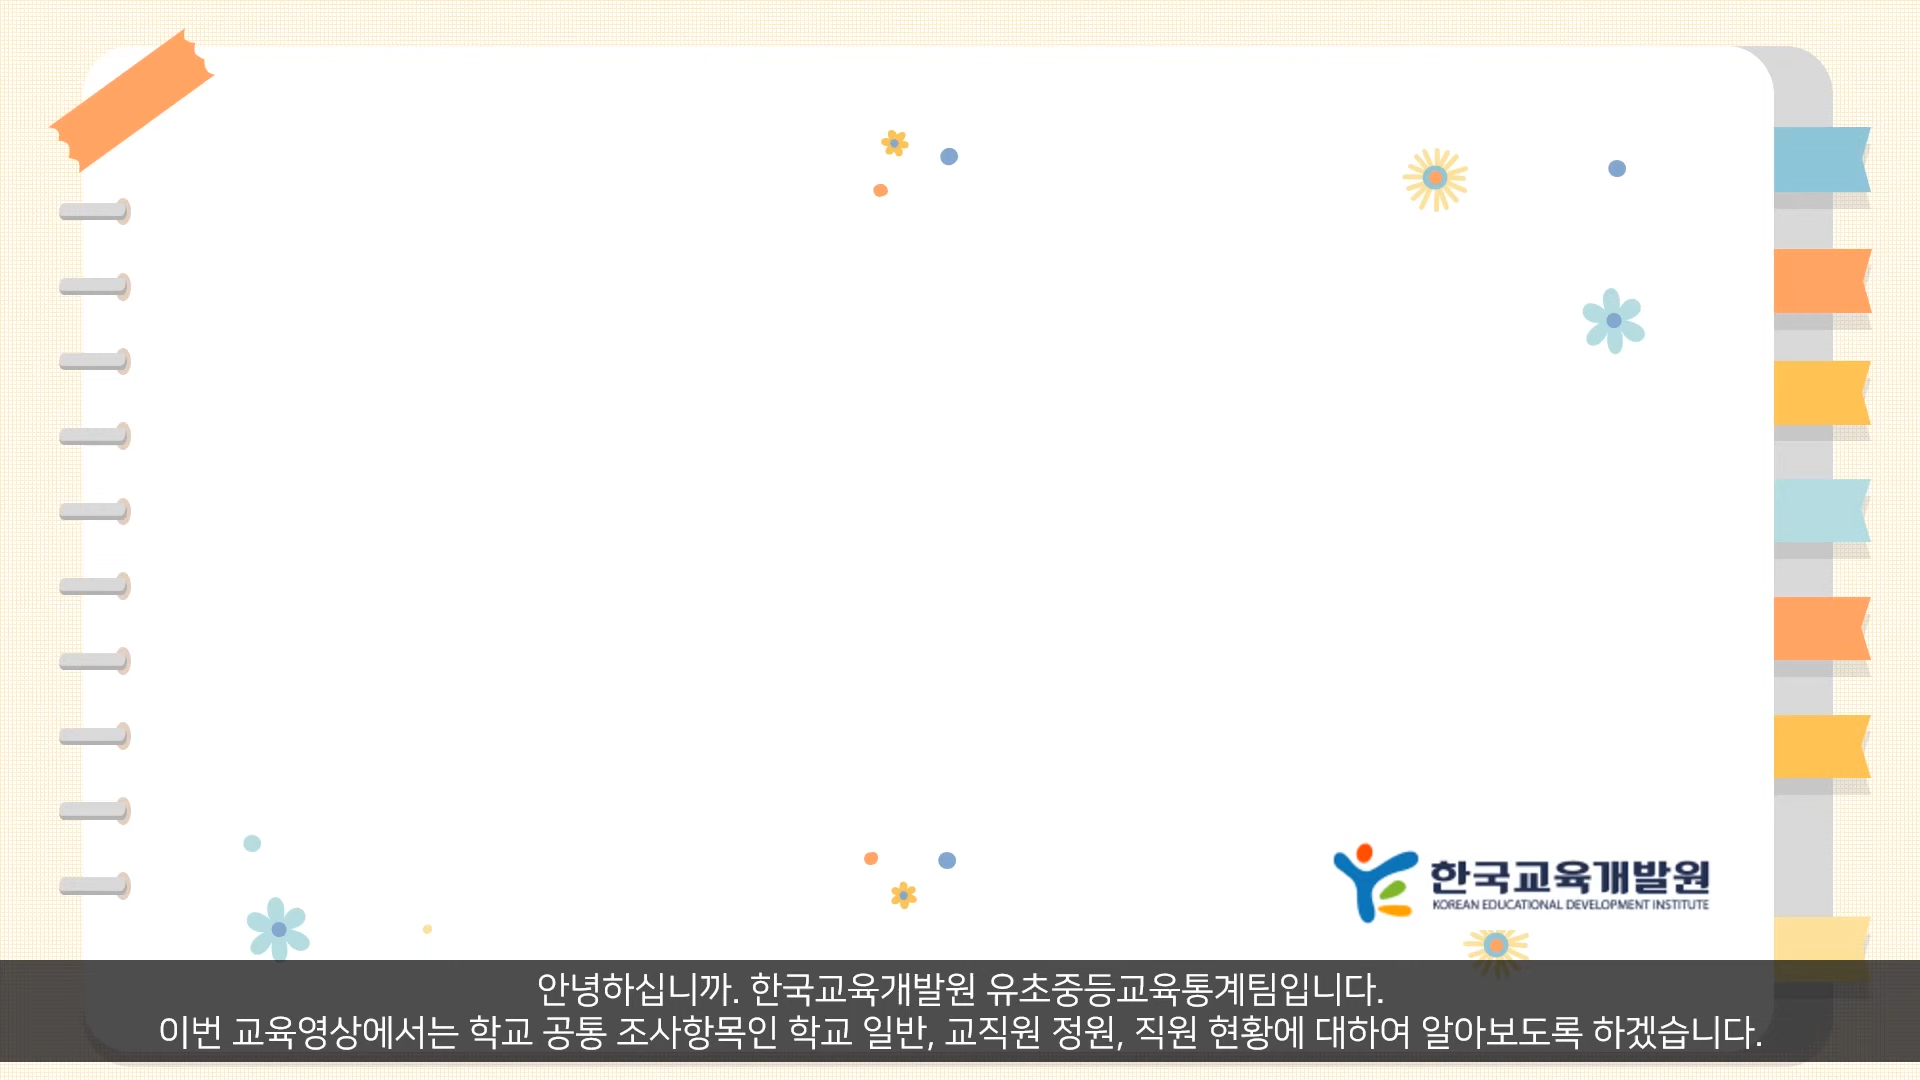 한국교육개발원
KOREAN EDUCATIONAL DEVELOPMENT INSTITUTE
안녕하십니까. 한국교육개발원 유초중등교육통계팀입니다.
이번 교육영상에서는 학교 공통 조사항목인 학교 일반, 교직원 정원, 직원 현황에 대하여 알아보도록 하겠습니다.